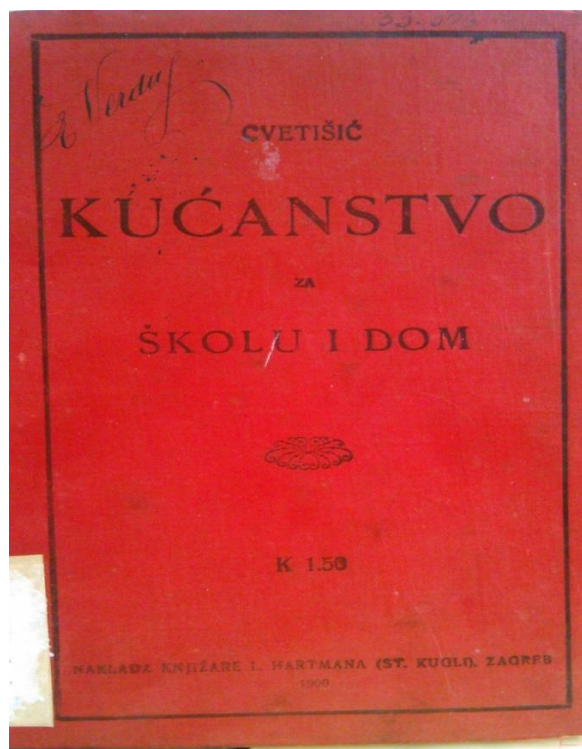 CVETIŠIĆ
KUĆANSTVO
ZA
ŠKOLU I DOM
K 1.50
NAKLADA KNJIŽARE L. HARTMANA (ST. KUGLI), ZAGREB